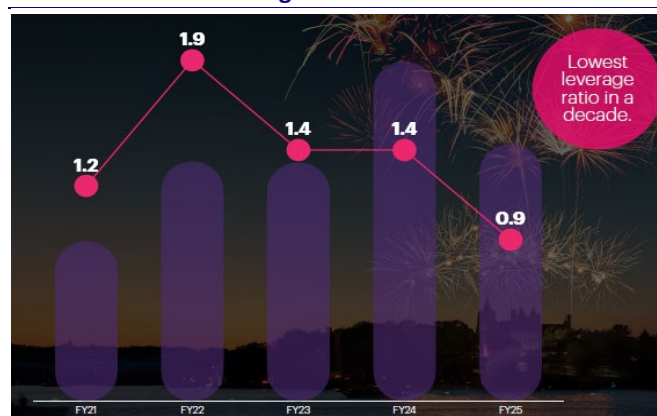 1.9
Lowest
leverage
ratio in a
decade.
1.4
1.4
1.2
0.9
FY21
FY22
FY23
FY24
FY25